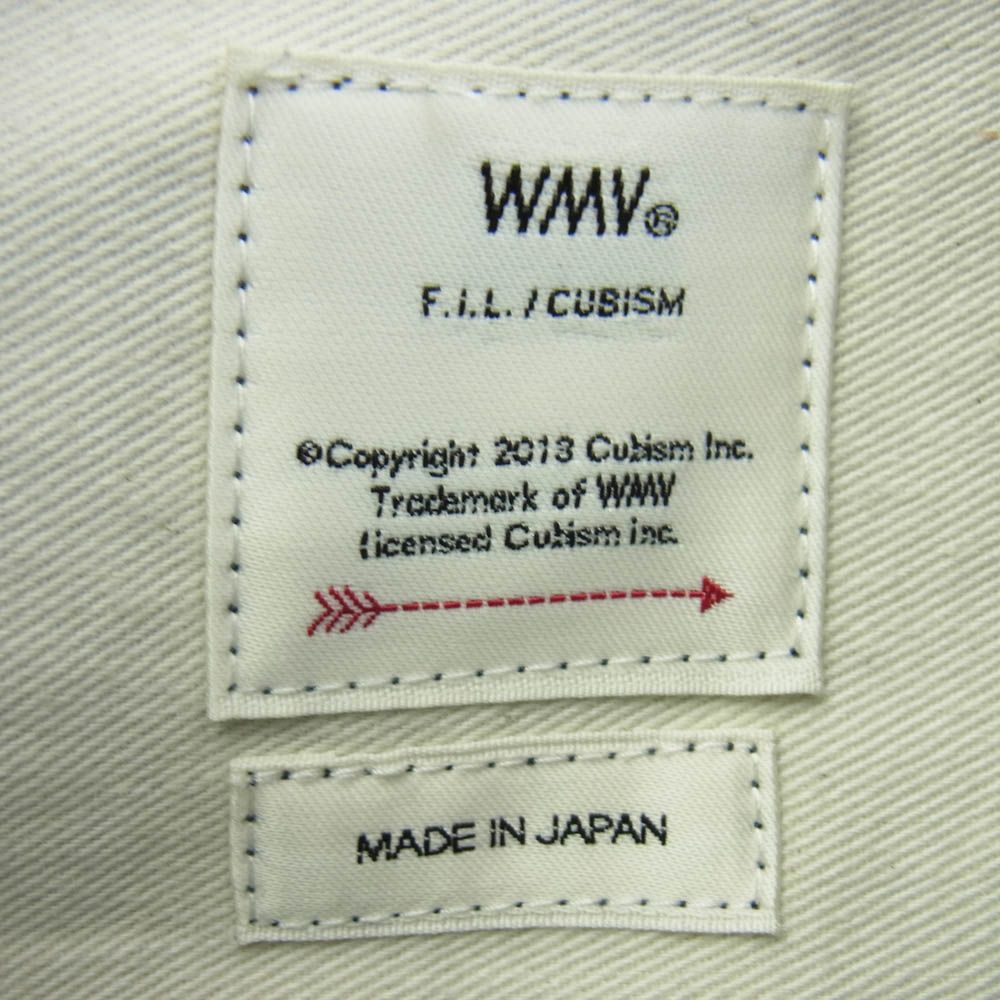 WMV®
F.I.L. / CUBISM
©Copyright 2013 Cubism Inc.
Trademark of WMV
licensed Cubism inc.
MADE IN JAPAN